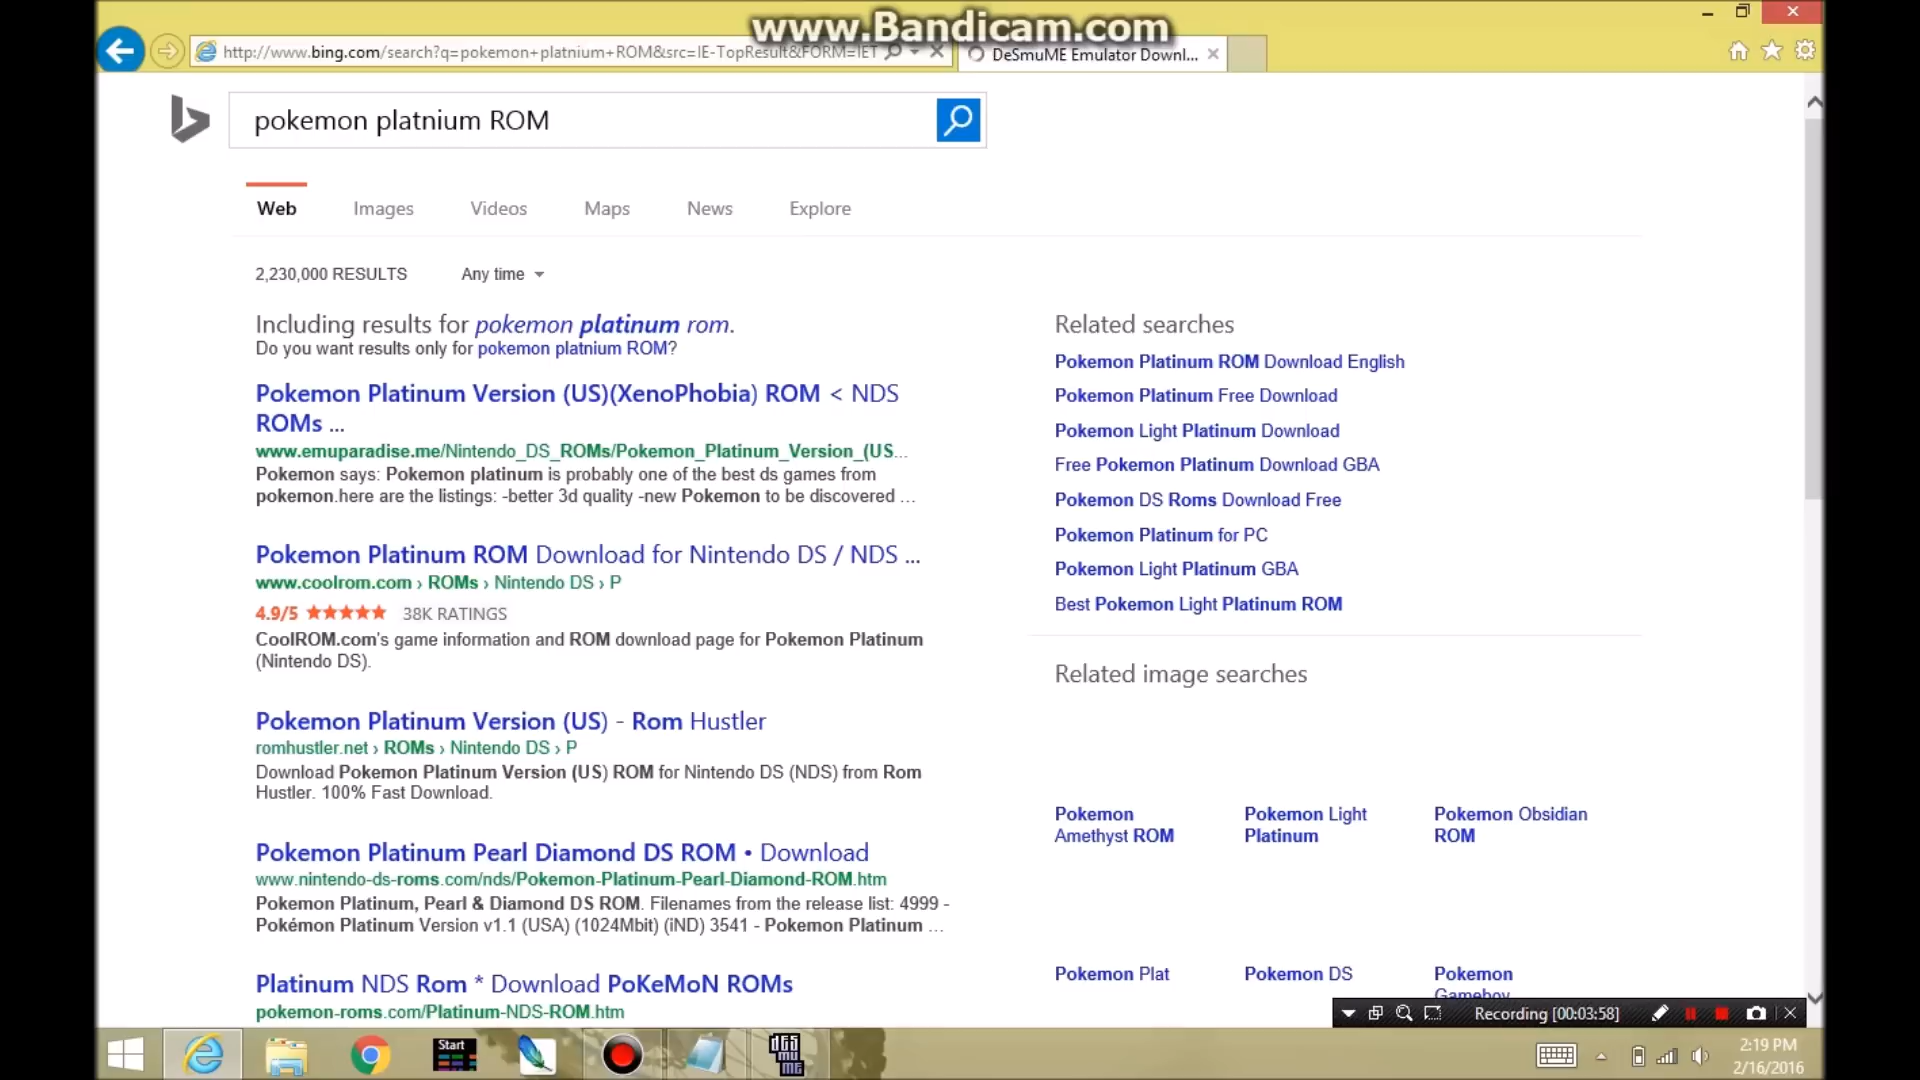 www.Bandicam.com
http://www.bing.com/search?q=pokemon+platnium+ROM&src=IE-TopResult&FORM=IET
DeSmuME Emulator Downl...
pokemon platnium ROM
Web Images Videos Maps News Explore
2,230,000 RESULTS Any time
Including results for pokemon platinum rom.
Do you want results only for pokemon platnium ROM?
Pokemon Platinum Version (US)(XenoPhobia) ROM < NDS
ROMs ...
www.emuparadise.me/Nintendo_DS_ROMs/Pokemon_Platinum_Version_(US...
Pokemon says: Pokemon platinum is probably one of the best ds games from
pokemon.here are the listings: -better 3d quality -new Pokemon to be discovered ...
Pokemon Platinum ROM Download for Nintendo DS / NDS ...
www.coolrom.com › ROMs › Nintendo DS › P
4.9/5 ★★★★★ 38K RATINGS
CoolROM.com's game information and ROM download page for Pokemon Platinum
(Nintendo DS).
Pokemon Platinum Version (US) - Rom Hustler
romhustler.net › ROMs › Nintendo DS › P
Download Pokemon Platinum Version (US) ROM for Nintendo DS (NDS) from Rom
Hustler. 100% Fast Download.
Pokemon Platinum Pearl Diamond DS ROM • Download
www.nintendo-ds-roms.com/nds/Pokemon-Platinum-Pearl-Diamond-ROM.htm
Pokemon Platinum, Pearl & Diamond DS ROM. Filenames from the release list: 4999 -
Pokémon Platinum Version v1.1 (USA) (1024Mbit) (iND) 3541 - Pokemon Platinum ...
Platinum NDS Rom * Download PoKeMoN ROMs
pokemon-roms.com/Platinum-NDS-ROM.htm
Related searches
Pokemon Platinum ROM Download English
Pokemon Platinum Free Download
Pokemon Light Platinum Download
Free Pokemon Platinum Download GBA
Pokemon DS Roms Download Free
Pokemon Platinum for PC
Pokemon Light Platinum GBA
Best Pokemon Light Platinum ROM
Related image searches
Pokemon
Amethyst ROM
Pokemon Light
Platinum
Pokemon Obsidian
ROM
Pokemon Plat
Pokemon DS
Pokemon
Gameboy
Recording [00:03:58]
Start
DES
MU
ME
2:19 PM
2/16/2016